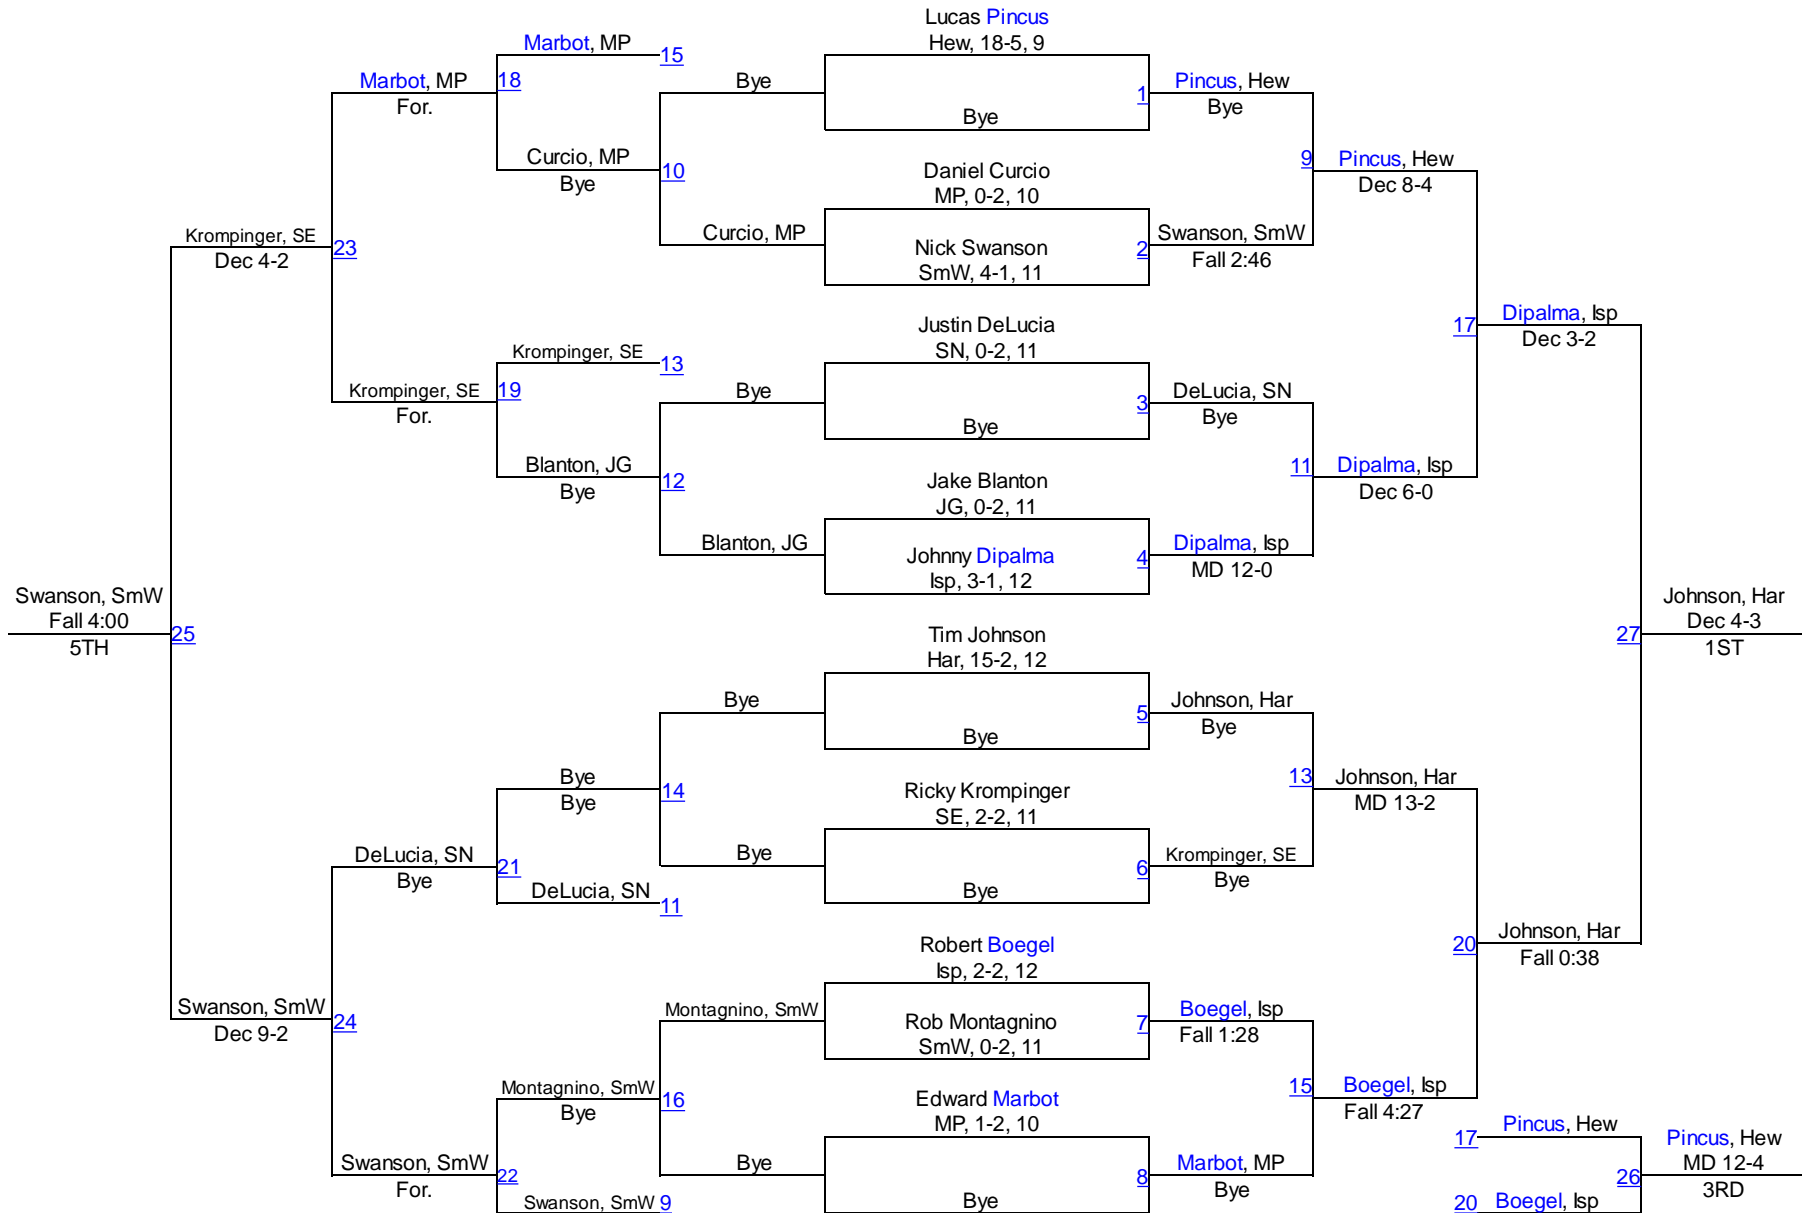 Lucas Pincus
Hew, 18-5, 9
Marbot, MP
15
Marbot, MP
18
For.
Bye
1
Pincus, Hew
Bye
Bye
Curcio, MP
10
Bye
Daniel Curcio
MP, 0-2, 10
9
Pincus, Hew
Dec 8-4
Krompinger, SE
23
Dec 4-2
Curcio, MP
Nick Swanson
SmW, 4-1, 11
2
Swanson, SmW
Fall 2:46
Justin DeLucia
SN, 0-2, 11
17
Dipalma, Isp
Dec 3-2
Krompinger, SE
13
Krompinger, SE
19
For.
Bye
3
DeLucia, SN
Bye
Bye
Blanton, JG
12
Bye
Jake Blanton
JG, 0-2, 11
11
Dipalma, Isp
Dec 6-0
Blanton, JG
Johnny Dipalma
Isp, 3-1, 12
4
Dipalma, Isp
MD 12-0
Swanson, SmW
Fall 4:00
25
5TH
Tim Johnson
Har, 15-2, 12
27
Johnson, Har
Dec 4-3
1ST
Bye
5
Johnson, Har
Bye
Bye
Bye
14
Bye
Ricky Krompinger
SE, 2-2, 11
13
Johnson, Har
MD 13-2
DeLucia, SN
21
Bye
Bye
6
Krompinger, SE
Bye
Bye
DeLucia, SN
11
Robert Boegel
Isp, 2-2, 12
20
Johnson, Har
Fall 0:38
Swanson, SmW
24
Dec 9-2
Montagnino, SmW
Rob Montagnino
SmW, 0-2, 11
7
Boegel, Isp
Fall 1:28
Montagnino, SmW
16
Bye
Edward Marbot
MP, 1-2, 10
15
Boegel, Isp
Fall 4:27
Swanson, SmW
22
For.
Bye
8
Marbot, MP
Bye
Bye
Swanson, SmW
9
17
Pincus, Hew
26
Pincus, Hew
MD 12-4
3RD
20
Boegel, Isp